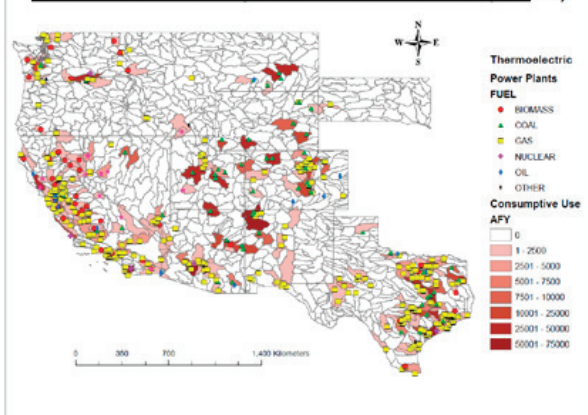 N
W E
S
Thermoelectric
Power Plants
FUEL
BIOMASS
COAL
GAS
NUCLEAR
OIL
OTHER
Consumptive Use
AFY
0
1 - 2500
2501 - 5000
5001 - 7500
7501 - 10000
10001 - 25000
25001 - 50000
50001 - 75000
0 350 700 1,400 Kilometers